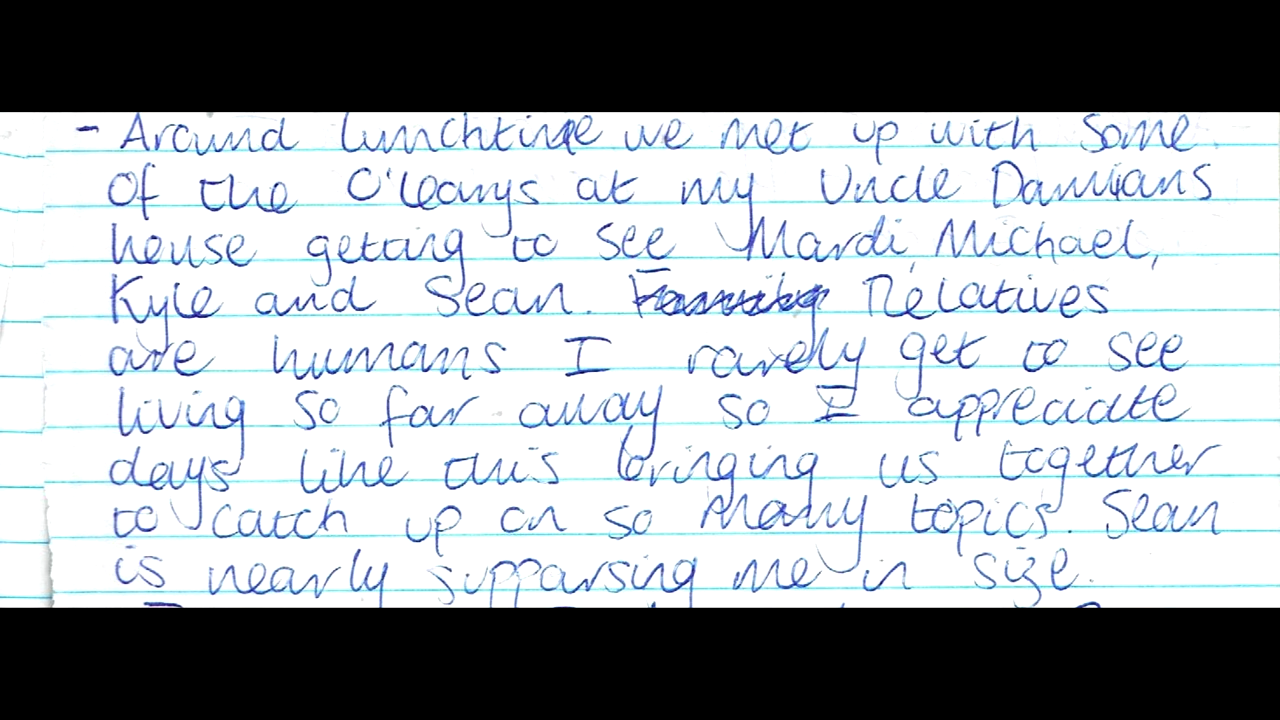 - Around lunchtime we met up with some
of the O'learys at my Uncle Damians
house getting to see Mardi, Michael,
Kyle and Sean. Relatives
are humans I rarely get to see
living so far away so I appreciate
days like this bringing us together
to catch up on so many topics. Sean
is nearly supparsing me in size.